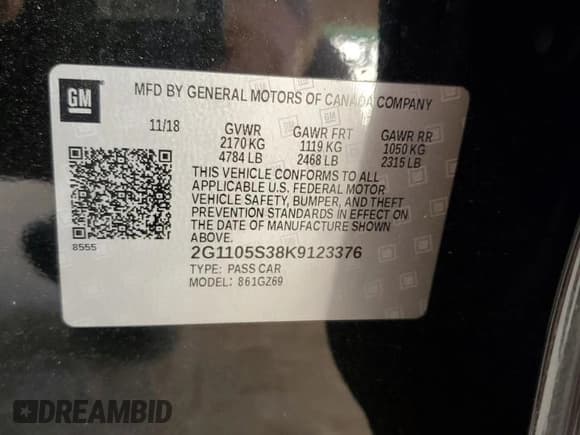 GM
MFD BY GENERAL MOTORS OF CANADA COMPANY
11/18 GVWR GAWR FRT GAWR RR
2170 KG 1119 KG 1050 KG
4784 LB 2468 LB 2315 LB
THIS VEHICLE CONFORMS TO ALL
APPLICABLE U.S. FEDERAL MOTOR
VEHICLE SAFETY, BUMPER, AND THEFT
PREVENTION STANDARDS IN EFFECT ON
THE DATE OF MANUFACTURE SHOWN
ABOVE.
8555
2G1105S38K9123376
TYPE: PASS CAR
MODEL: 861GZ69
DREAMBID